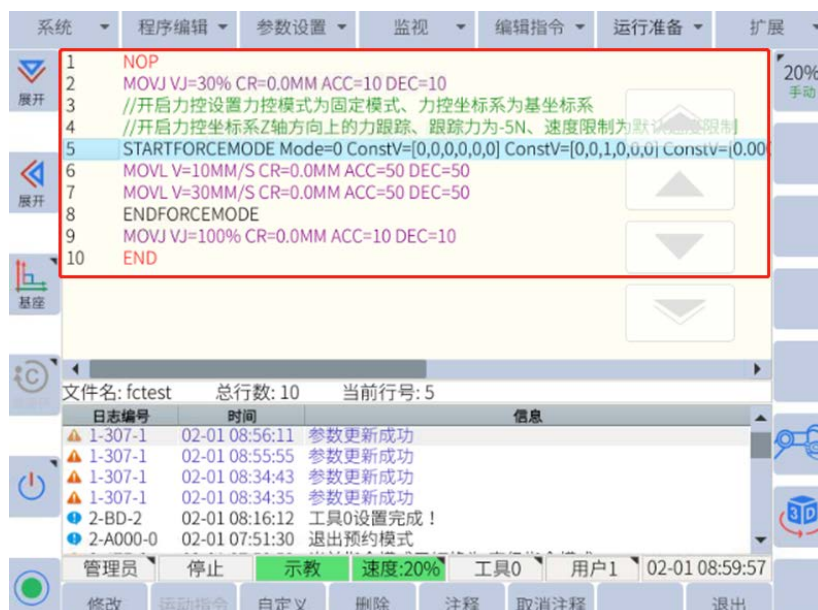 系统 程序编辑 参数设置 监视 编辑指令 运行准备 扩展
展开
展开
基座
20%
手动
1 NOP
2 MOVJ VJ=30% CR=0.0MM ACC=10 DEC=10
3 //开启力控设置力控模式为固定模式、力控坐标系为基坐标系
4 //开启力控坐标系Z轴方向上的力跟踪、跟踪力为-5N、速度限制为默认速度限制
5 STARTFORCEMODE Mode=0 ConstV=[0,0,0,0,0,0] ConstV=[0,0,1,0,0,0] ConstV=[0.00
6 MOVL V=10MM/S CR=0.0MM ACC=50 DEC=50
7 MOVL V=30MM/S CR=0.0MM ACC=50 DEC=50
8 ENDFORCEMODE
9 MOVJ VJ=100% CR=0.0MM ACC=10 DEC=10
10 END
文件名: fctest 总行数: 10 当前行号: 5
日志编号 时间 信息
1-307-1 02-01 08:56:11 参数更新成功
1-307-1 02-01 08:55:55 参数更新成功
1-307-1 02-01 08:34:43 参数更新成功
1-307-1 02-01 08:34:35 参数更新成功
2-BD-2 02-01 08:16:12 工具0设置完成！
2-A000-0 02-01 07:51:30 退出预约模式
管理员 停止 示教 速度:20% 工具0 用户1 02-01 08:59:57
修改 运动指令 自定义 删除 注释 取消注释 退出
3D